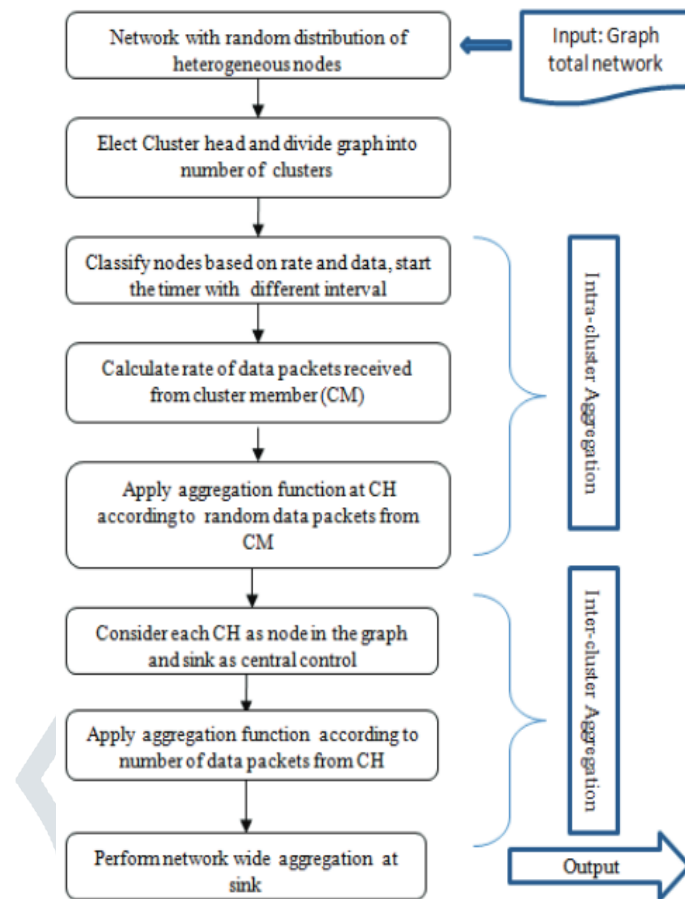 Network with random distribution of
heterogeneous nodes
Input: Graph
total network
Elect Cluster head and divide graph into
number of clusters
Classify nodes based on rate and data, start
the timer with different interval
Calculate rate of data packets received
from cluster member (CM)
Apply aggregation function at CH
according to random data packets from
CM
Intra-cluster Aggregation
Consider each CH as node in the graph
and sink as central control
Apply aggregation function according to
number of data packets from CH
Perform network wide aggregation at
sink
Inter-cluster Aggregation
Output